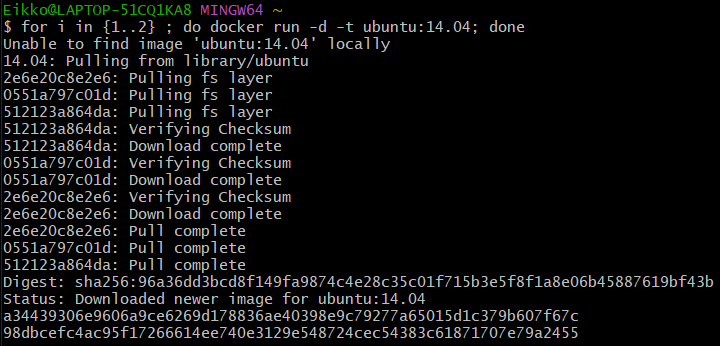 Eikko@LAPTOP-51CQ1KA8 MINGW64 ~
$ for i in {1..2} ; do docker run -d -t ubuntu:14.04; done
Unable to find image 'ubuntu:14.04' locally
14.04: Pulling from library/ubuntu
2e6e20c8e2e6: Pulling fs layer
0551a797c01d: Pulling fs layer
512123a864da: Pulling fs layer
512123a864da: Verifying Checksum
512123a864da: Download complete
0551a797c01d: Verifying Checksum
0551a797c01d: Download complete
2e6e20c8e2e6: Verifying Checksum
2e6e20c8e2e6: Download complete
2e6e20c8e2e6: Pull complete
0551a797c01d: Pull complete
512123a864da: Pull complete
Digest: sha256:96a36dd3bcd8f149fa9874c4e28c35c01f715b3e5f8f1a8e06b45887619bf43b
Status: Downloaded newer image for ubuntu:14.04
a34439306e9606a9ce6269d178836ae40398e9c79277a65015d1c379b607f67c
98dbcefc4ac95f17266614ee740e3129e548724cec54383c61871707e79a2455